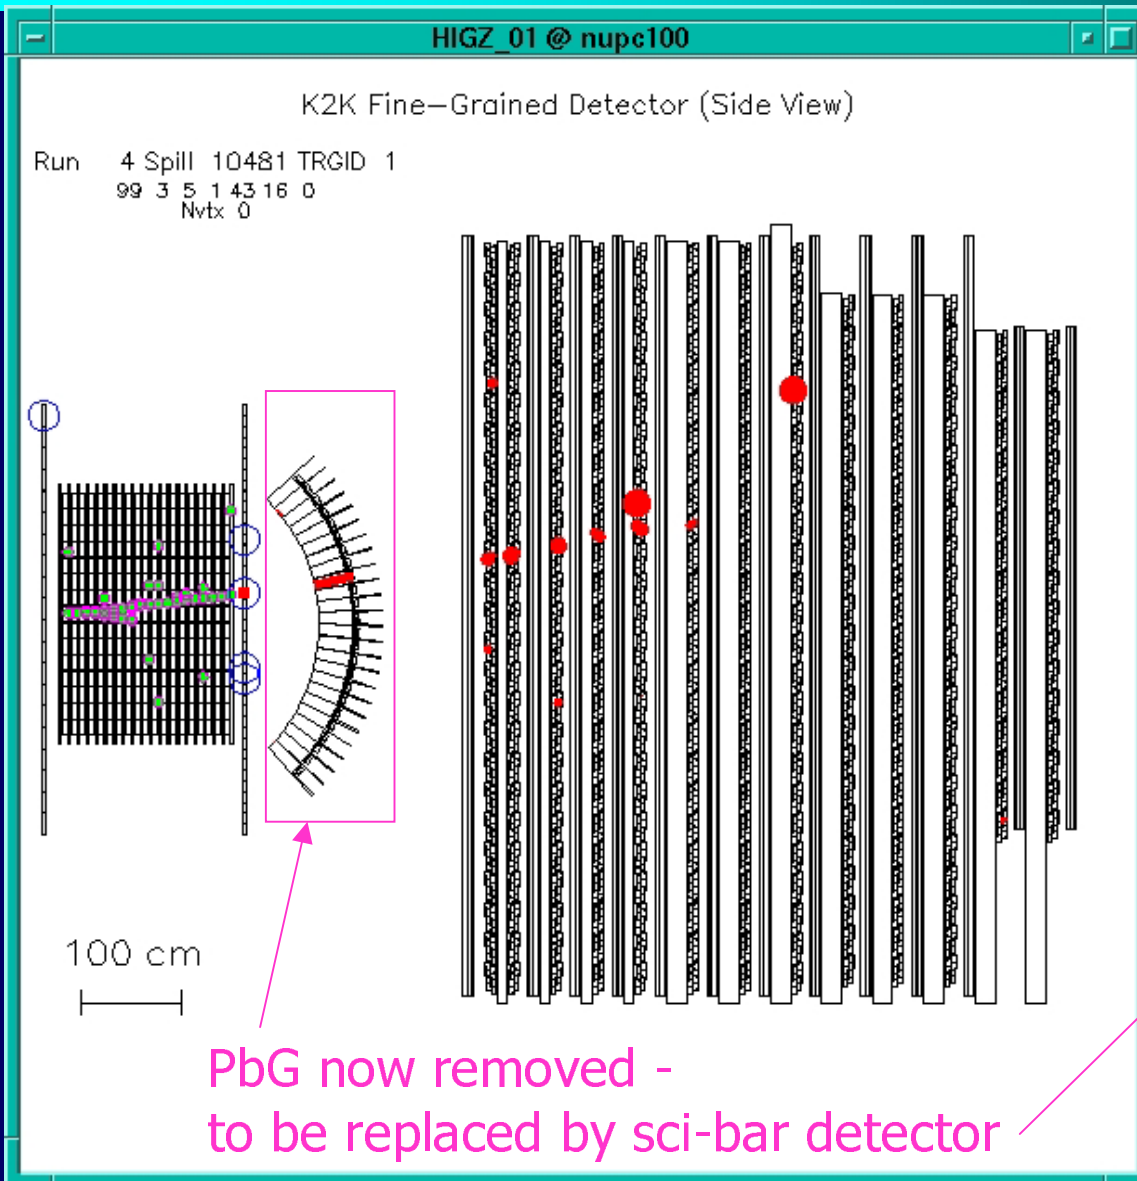 HIGZ_01 @ nupc100
K2K Fine-Grained Detector (Side View)
Run 4 Spill 10481 TRGID 1
99 3 5 1 43 16 0
Nvtx 0
100 cm
PbG now removed -
to be replaced by sci-bar detector